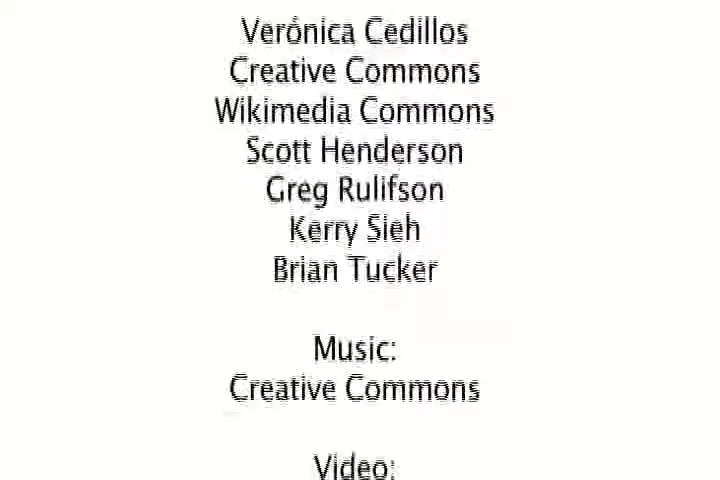 Verónica Cedillos
Creative Commons
Wikimedia Commons
Scott Henderson
Greg Rulifson
Kerry Sieh
Brian Tucker
Music:
Creative Commons
Video: